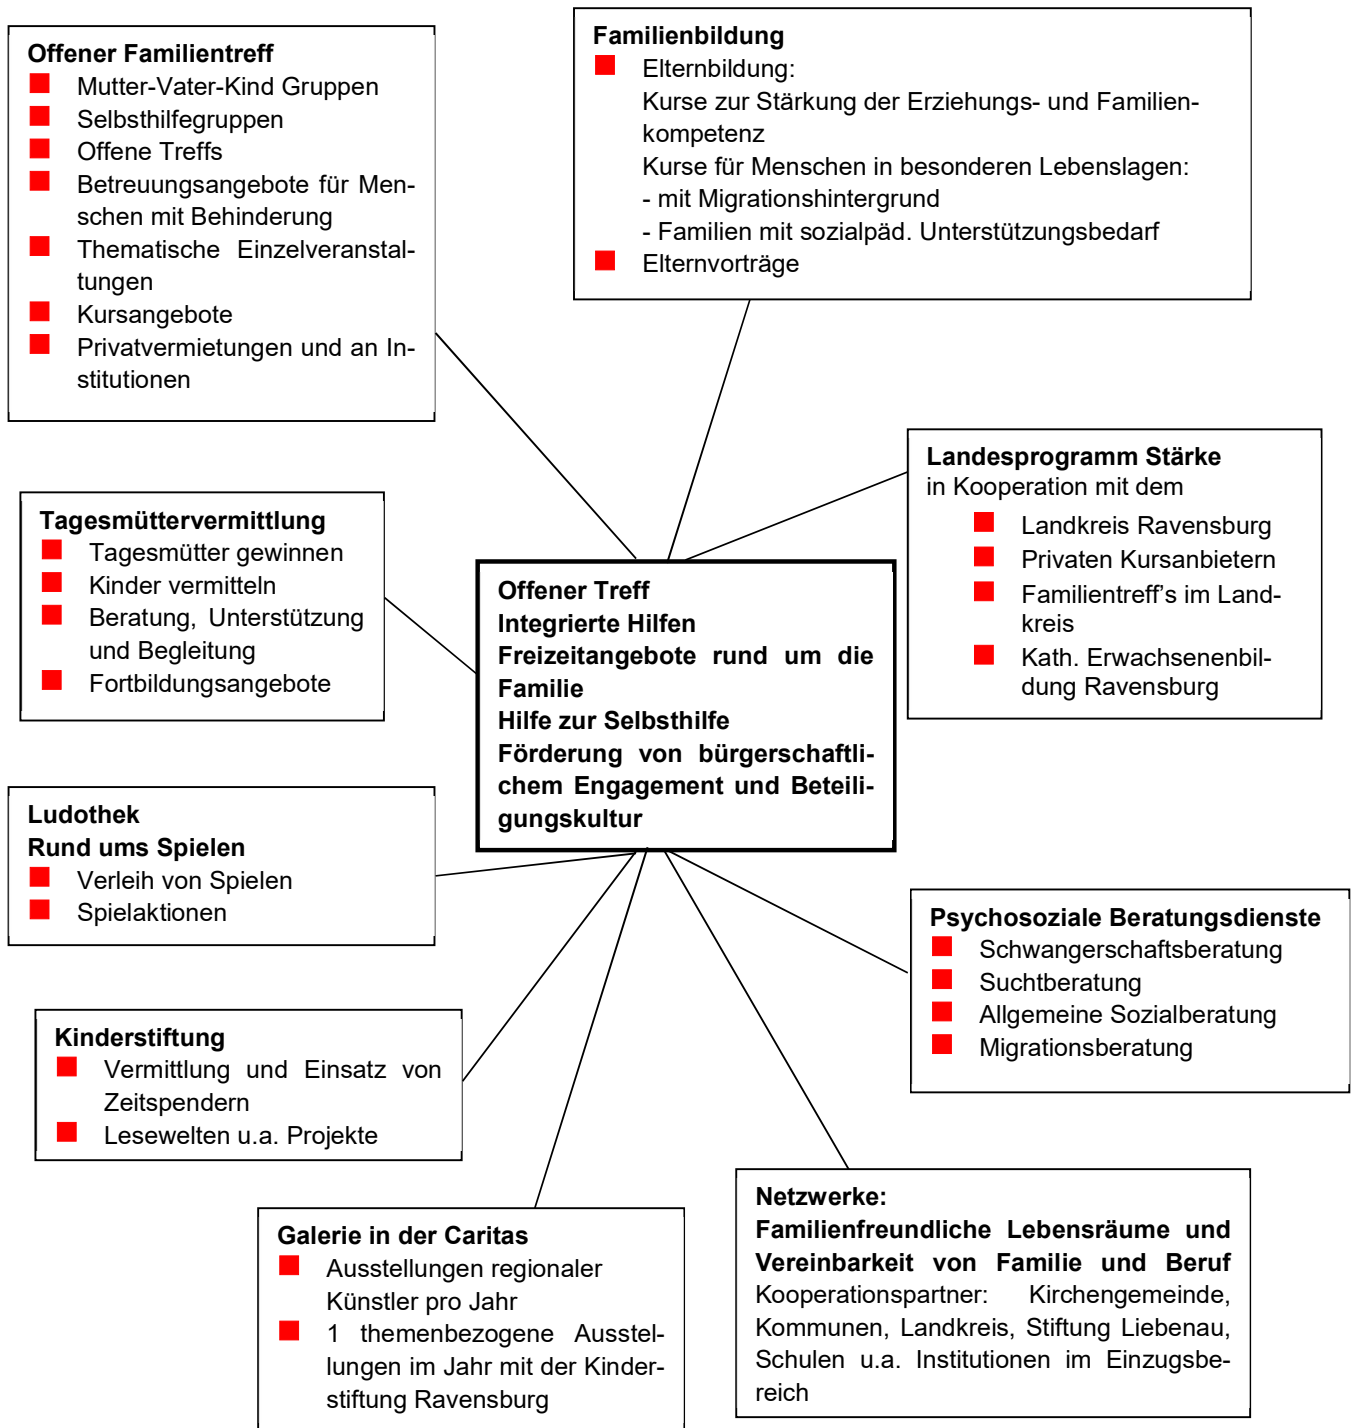 Offener Familientreff
Mutter-Vater-Kind Gruppen
Selbsthilfegruppen
Offene Treffs
Betreuungsangebote für Men-
schen mit Behinderung
Thematische Einzelveranstal-
tungen
Kursangebote
Privatvermietungen und an In-
stitutionen
Familienbildung
Elternbildung:
Kurse zur Stärkung der Erziehungs- und Familien-
kompetenz
Kurse für Menschen in besonderen Lebenslagen:
- mit Migrationshintergrund
- Familien mit sozialpäd. Unterstützungsbedarf
Elternvorträge
Landesprogramm Stärke
in Kooperation mit dem
Landkreis Ravensburg
Privaten Kursanbietern
Familientreff’s im Land-
kreis
Kath. Erwachsenenbil-
dung Ravensburg
Tagesmüttervermittlung
Tagesmütter gewinnen
Kinder vermitteln
Beratung, Unterstützung
und Begleitung
Fortbildungsangebote
Offener Treff
Integrierte Hilfen
Freizeitangebote rund um die
Familie
Hilfe zur Selbsthilfe
Förderung von bürgerschaftli-
chem Engagement und Beteili-
gungskultur
Ludothek
Rund ums Spielen
Verleih von Spielen
Spielaktionen
Psychosoziale Beratungsdienste
Schwangerschaftsberatung
Suchtberatung
Allgemeine Sozialberatung
Migrationsberatung
Kinderstiftung
Vermittlung und Einsatz von
Zeitspendern
Lesewelten u.a. Projekte
Galerie in der Caritas
Ausstellungen regionaler
Künstler pro Jahr
1 themenbezogene Ausstel-
lungen im Jahr mit der Kinder-
stiftung Ravensburg
Netzwerke:
Familienfreundliche Lebensräume und
Vereinbarkeit von Familie und Beruf
Kooperationspartner: Kirchengemeinde,
Kommunen, Landkreis, Stiftung Liebenau,
Schulen u.a. Institutionen im Einzugsbe-
reich